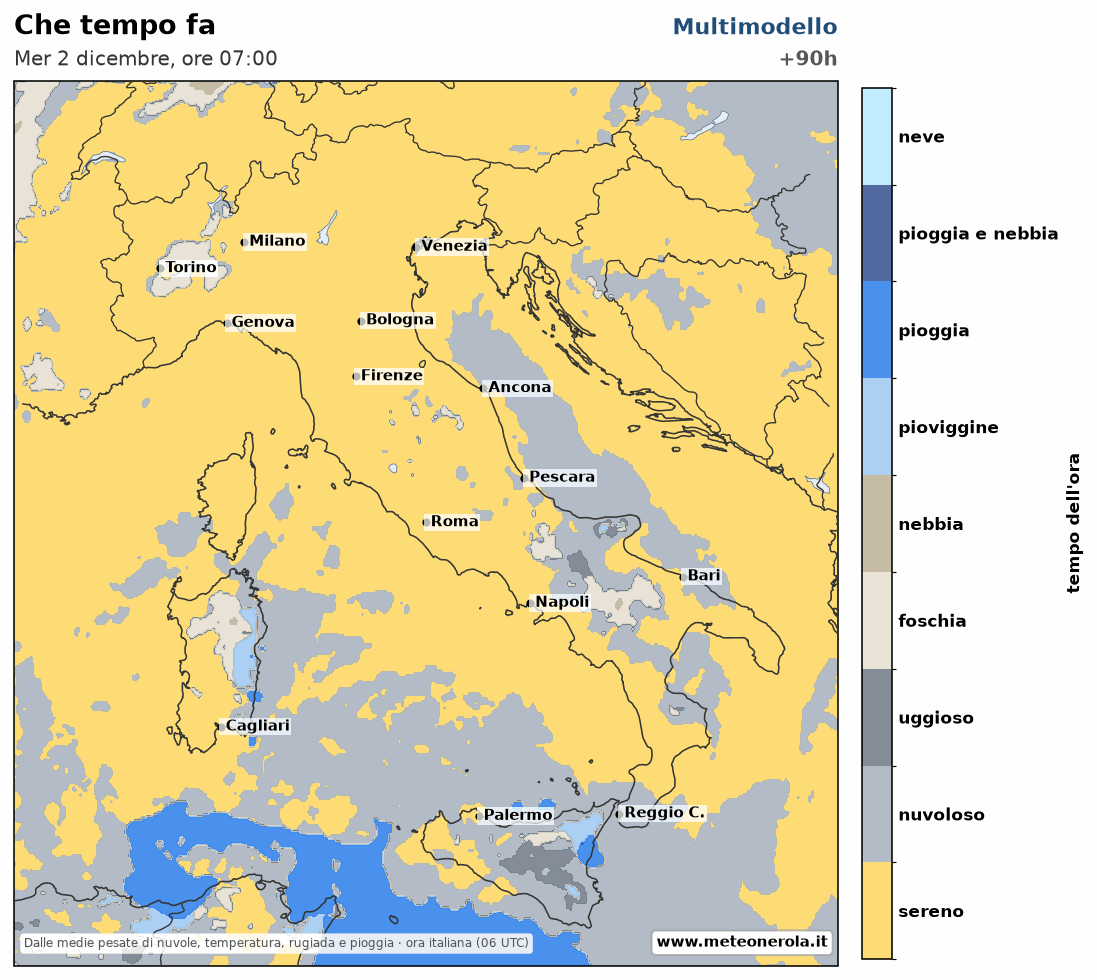 Che tempo fa
Multimodello
Mer 2 dicembre, ore 07:00
+90h
neve
pioggia e nebbia
pioggia
pioviggine
nebbia
foschia
uggioso
nuvoloso
sereno
tempo dell'ora
Milano
Venezia
Torino
Genova
Bologna
Firenze
Ancona
Pescara
Roma
Bari
Napoli
Cagliari
Palermo
Reggio C.
Dalle medie pesate di nuvole, temperatura, rugiada e pioggia · ora italiana (06 UTC)
www.meteonerola.it